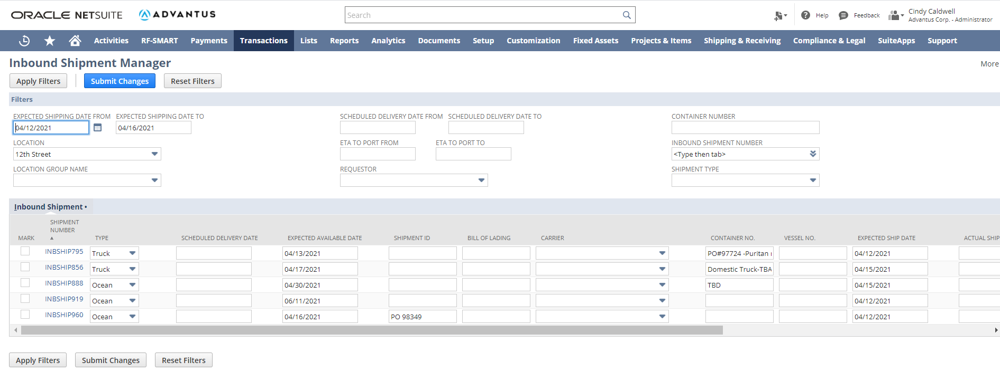 ORACLE NETSUITE ADVANTUS Search Help Feedback Cindy Caldwell
Advantus Corp. - Administrator
Activities RF-SMART Payments Transactions Lists Reports Analytics Documents Setup Customization Fixed Assets Projects & Items Shipping & Receiving Compliance & Legal SuiteApps Support
Inbound Shipment Manager More
Apply Filters Submit Changes Reset Filters
Filters
EXPECTED SHIPPING DATE FROM EXPECTED SHIPPING DATE TO SCHEDULED DELIVERY DATE FROM SCHEDULED DELIVERY DATE TO CONTAINER NUMBER
04/12/2021 04/16/2021
LOCATION ETA TO PORT FROM ETA TO PORT TO INBOUND SHIPMENT NUMBER
12th Street <Type then tab>
LOCATION GROUP NAME REQUESTOR SHIPMENT TYPE
Inbound Shipment •
SHIPMENT
NUMBER
MARK TYPE SCHEDULED DELIVERY DATE EXPECTED AVAILABLE DATE SHIPMENT ID BILL OF LADING CARRIER CONTAINER NO. VESSEL NO. EXPECTED SHIP DATE ACTUAL SHIP
INBSHIP795 Truck 04/13/2021 PO#97724 -Puritan 04/12/2021
INBSHIP856 Truck 04/17/2021 Domestic Truck-TBA 04/15/2021
INBSHIP888 Ocean 04/30/2021 TBD 04/15/2021
INBSHIP919 Ocean 06/11/2021 04/12/2021
INBSHIP960 Ocean 04/16/2021 PO 98349 04/12/2021
Apply Filters Submit Changes Reset Filters